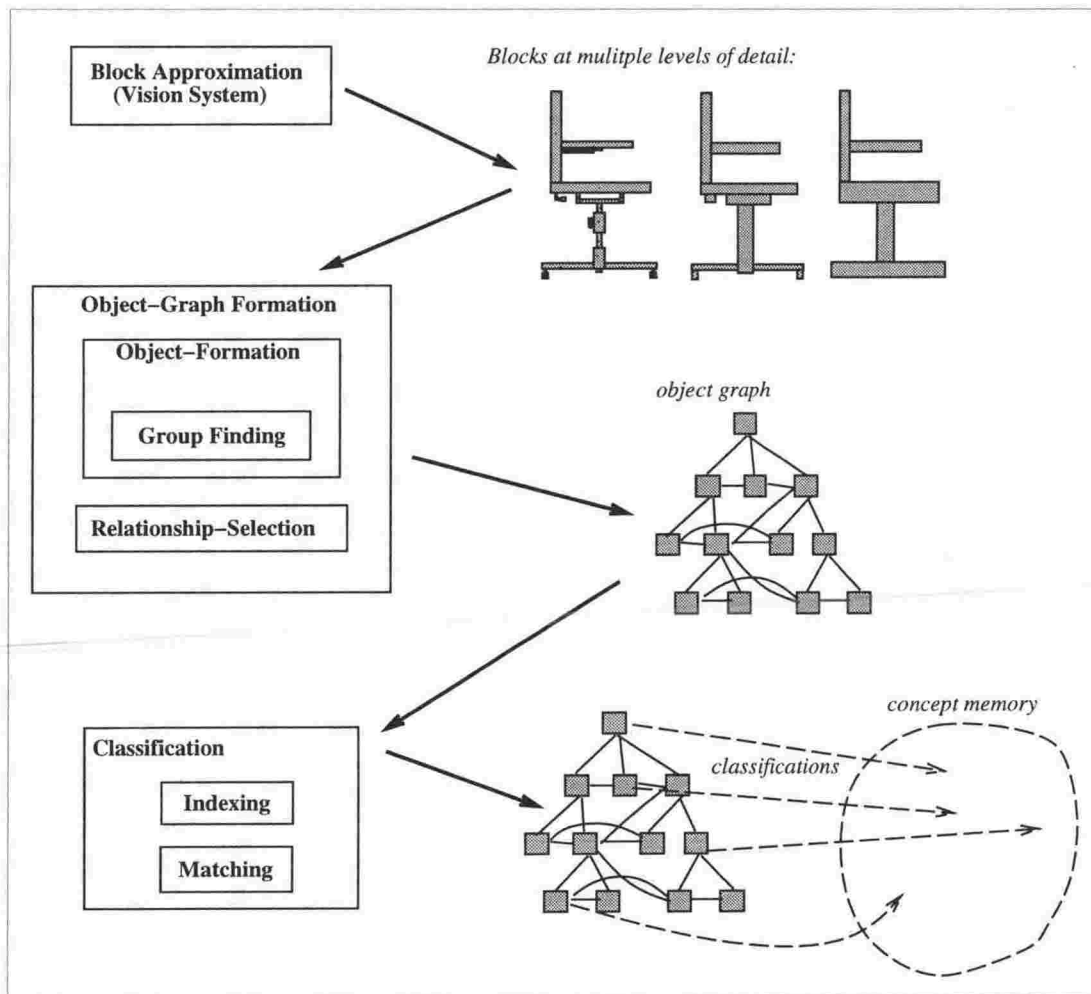 Block Approximation
(Vision System)
Blocks at mulitple levels of detail:
Object-Graph Formation
Object-Formation
Group Finding
Relationship-Selection
object graph
Classification
Indexing
Matching
concept memory
classifications